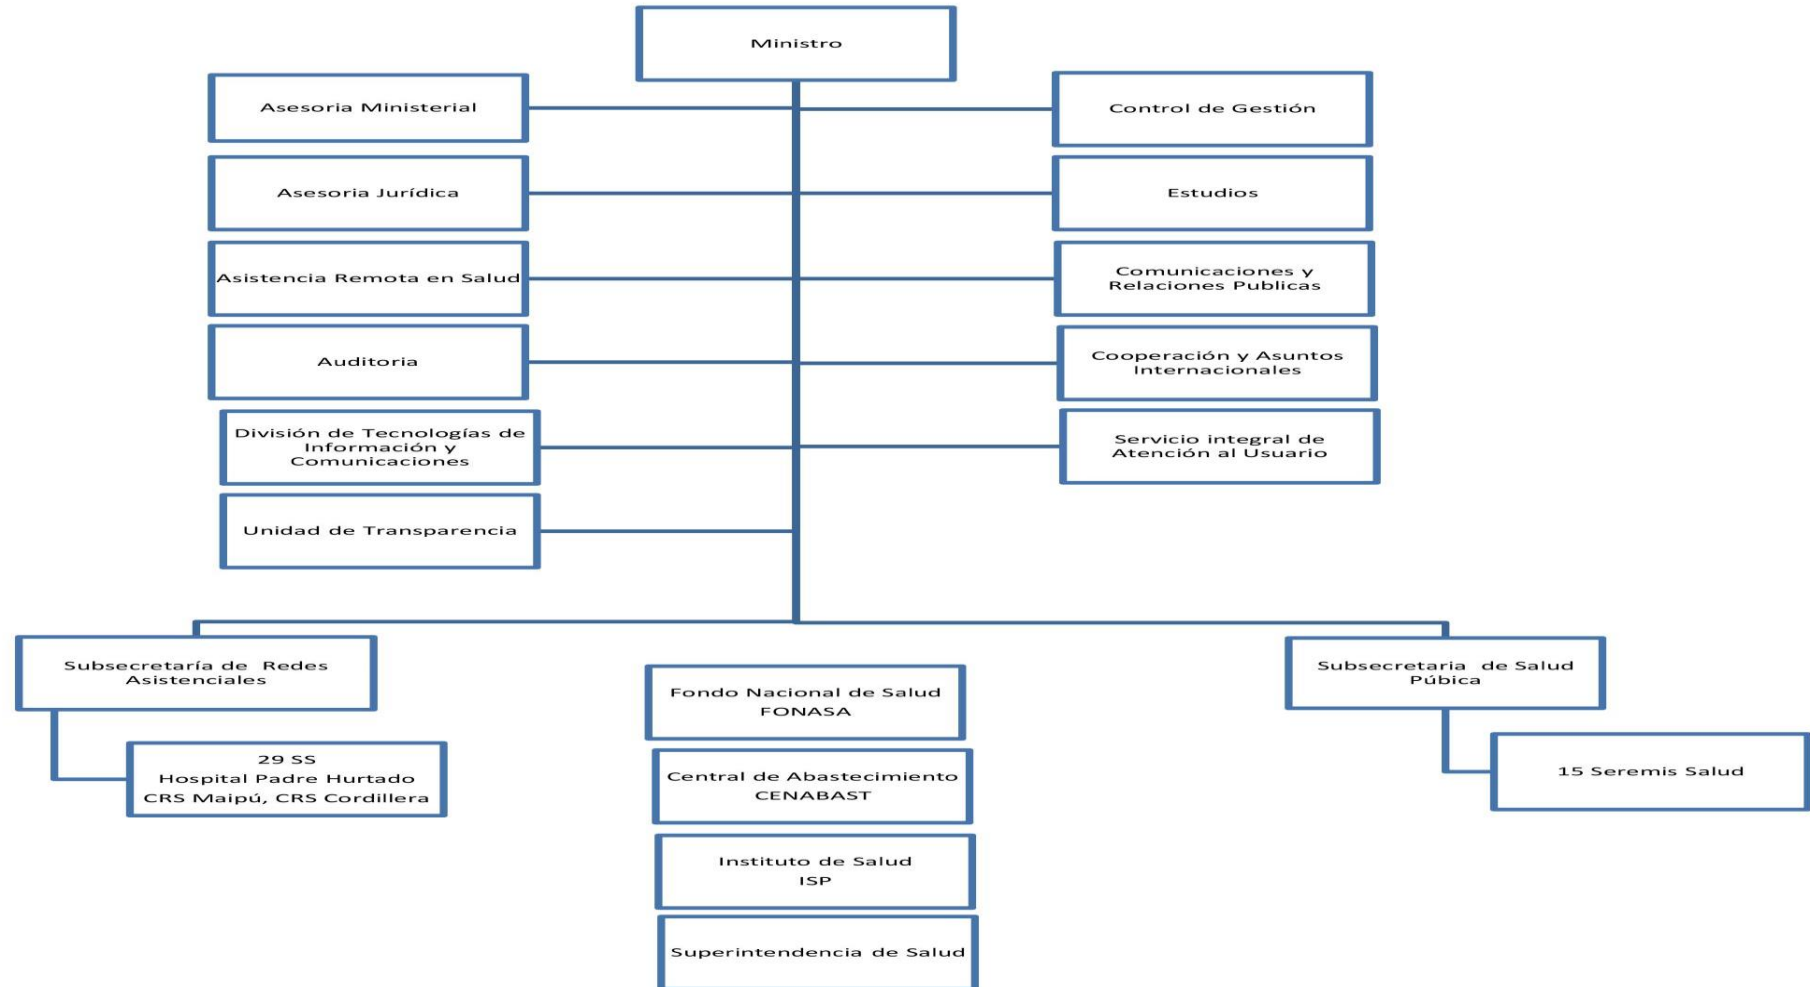 Ministro
Asesoria Ministerial
Control de Gestión
Asesoria Jurídica
Estudios
Asistencia Remota en Salud
Comunicaciones y
Relaciones Publicas
Auditoria
Cooperación y Asuntos
Internacionales
División de Tecnologías de
Información y
Comunicaciones
Servicio integral de
Atención al Usuario
Unidad de Transparencia
Subsecretaría de Redes
Asistenciales
Subsecretaria de Salud
Púbica
Fondo Nacional de Salud
FONASA
29 SS
Hospital Padre Hurtado
CRS Maipú, CRS Cordillera
Central de Abastecimiento
CENABAST
15 Seremis Salud
Instituto de Salud
ISP
Superintendencia de Salud